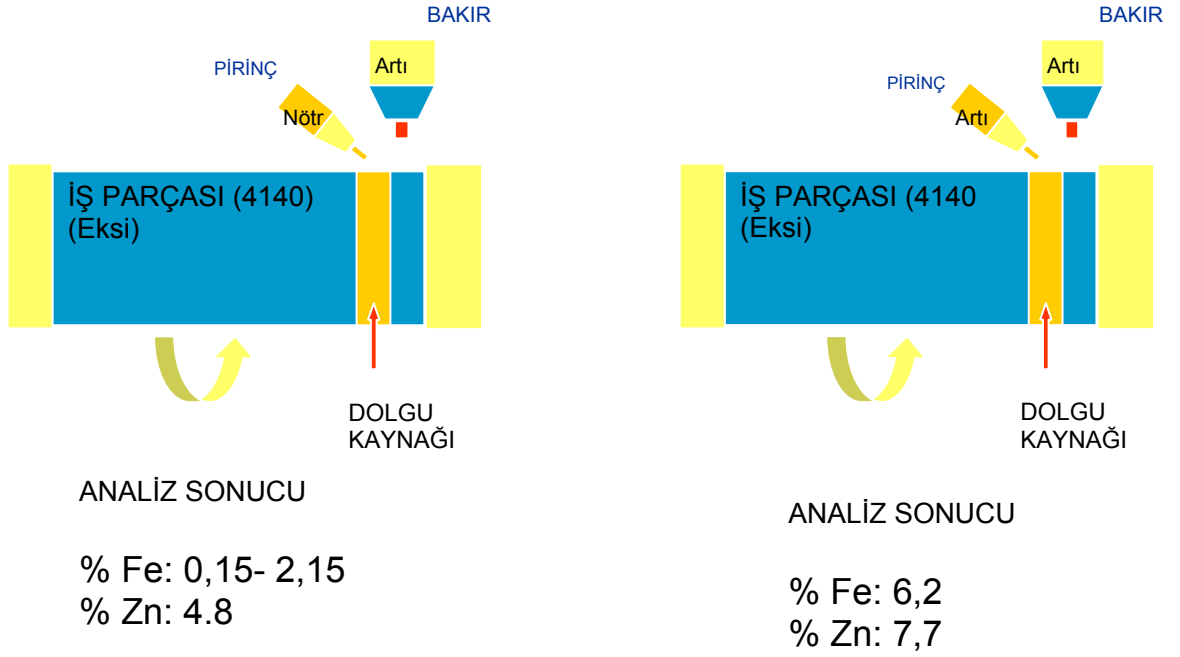 BAKIR
PİRİNÇ
Artı
Nötr
İŞ PARÇASI (4140)
(Eksi)
DOLGU
KAYNAĞI
ANALİZ SONUCU
% Fe: 0,15- 2,15
% Zn: 4.8
BAKIR
PİRİNÇ
Artı
Artı
İŞ PARÇASI (4140
(Eksi)
DOLGU
KAYNAĞI
ANALİZ SONUCU
% Fe: 6,2
% Zn: 7,7